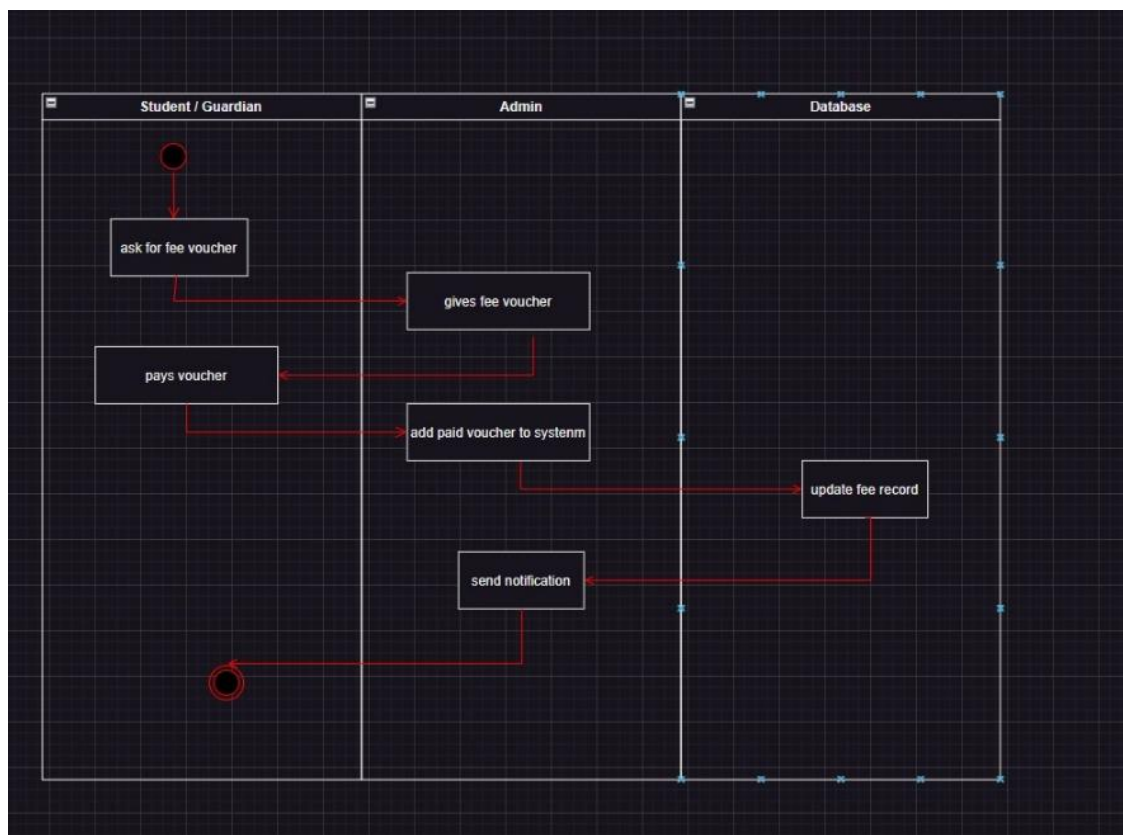 Student / Guardian
Admin
Database
ask for fee voucher
gives fee voucher
pays voucher
add paid voucher to systenm
update fee record
send notification